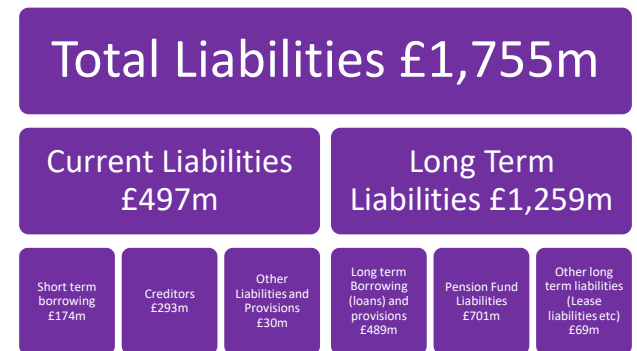 Total Liabilities £1,755m
Current Liabilities
£497m
Long Term
Liabilities £1,259m
Short term
borrowing
£174m
Creditors
£293m
Other
Liabilities and
Provisions
£30m
Long term
Borrowing
(loans) and
provisions
£489m
Pension Fund
Liabilities
£701m
Other long
term liabilities
(Lease
liabilities etc)
£69m